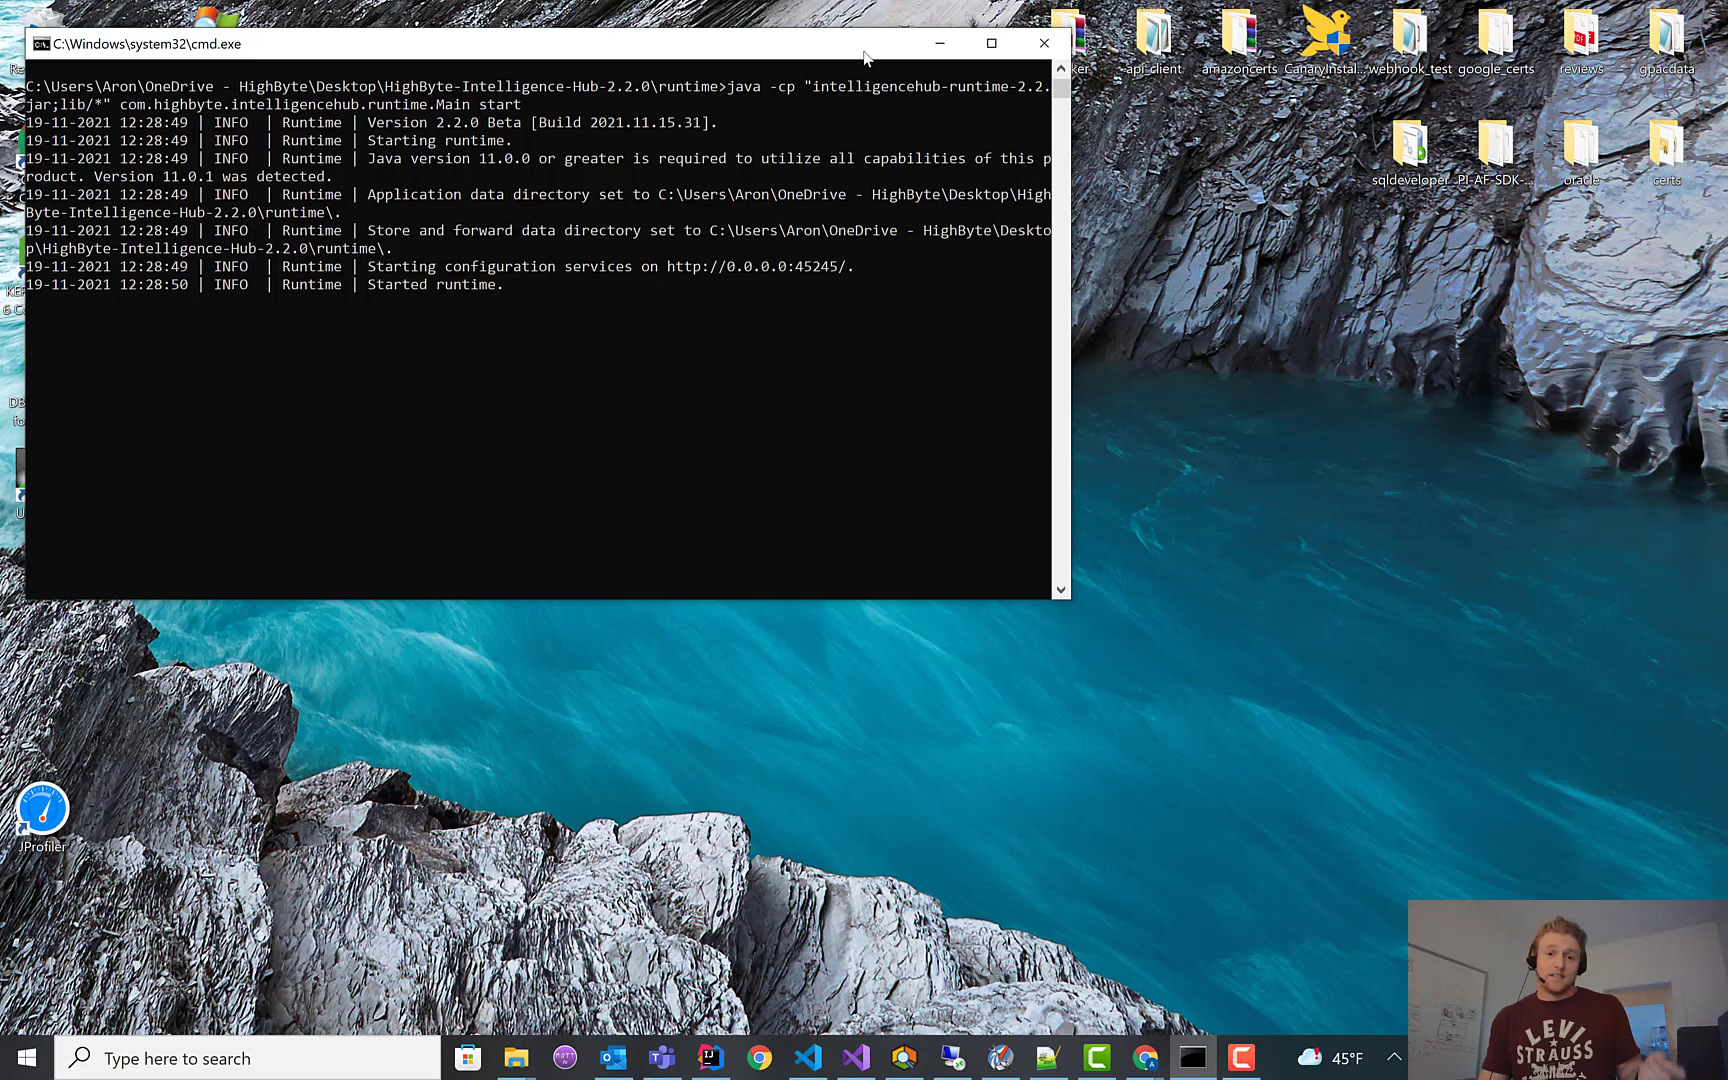 C:\Windows\system32\cmd.exe
C:\Users\Aron\OneDrive - HighByte\Desktop\HighByte-Intelligence-Hub-2.2.0\runtime>java -cp "intelligencehub-runtime-2.2.
jar;lib/*" com.highbyte.intelligencehub.runtime.Main start
19-11-2021 12:28:49 | INFO | Runtime | Version 2.2.0 Beta [Build 2021.11.15.31].
19-11-2021 12:28:49 | INFO | Runtime | Starting runtime.
19-11-2021 12:28:49 | INFO | Runtime | Java version 11.0.0 or greater is required to utilize all capabilities of this p
roduct. Version 11.0.1 was detected.
19-11-2021 12:28:49 | INFO | Runtime | Application data directory set to C:\Users\Aron\OneDrive - HighByte\Desktop\High
Byte-Intelligence-Hub-2.2.0\runtime\.
19-11-2021 12:28:49 | INFO | Runtime | Store and forward data directory set to C:\Users\Aron\OneDrive - HighByte\Deskto
p\HighByte-Intelligence-Hub-2.2.0\runtime\.
19-11-2021 12:28:49 | INFO | Runtime | Starting configuration services on http://0.0.0.0:45245/.
19-11-2021 12:28:50 | INFO | Runtime | Started runtime.
api_client
amazoncerts
CanaryInstal...
webhook_test
google_certs
reviews
gpacdata
sqldeveloper
PI-AF-SDK-...
oracle
certs
JProfiler
Type here to search
45°F
LEVI
STRAUSS